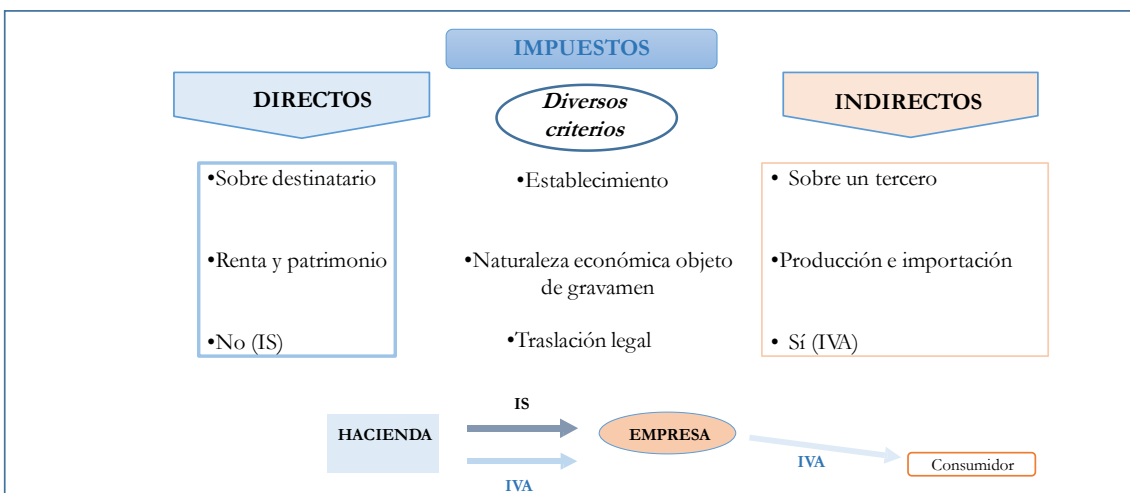 IMPUESTOS
DIRECTOS
Diversos
criterios
INDIRECTOS
•Sobre destinatario
•Establecimiento
• Sobre un tercero
•Renta y patrimonio
•Naturaleza económica objeto
de gravamen
•Producción e importación
•No (IS)
•Traslación legal
• Sí (IVA)
IS
HACIENDA
EMPRESA
IVA
IVA
Consumidor